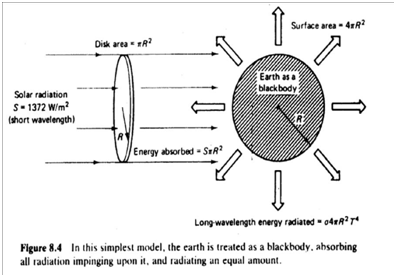 Surface area = 4πR²
Disk area = πR²
Earth as a
blackbody
Solar radiation
S = 1372 W/m²
(short wavelength)
R
R
Energy absorbed = SπR²
Long-wavelength energy radiated = σ4πR²T⁴
Figure 8.4 In this simplest model, the earth is treated as a blackbody, absorbing
all radiation impinging upon it, and radiating an equal amount.